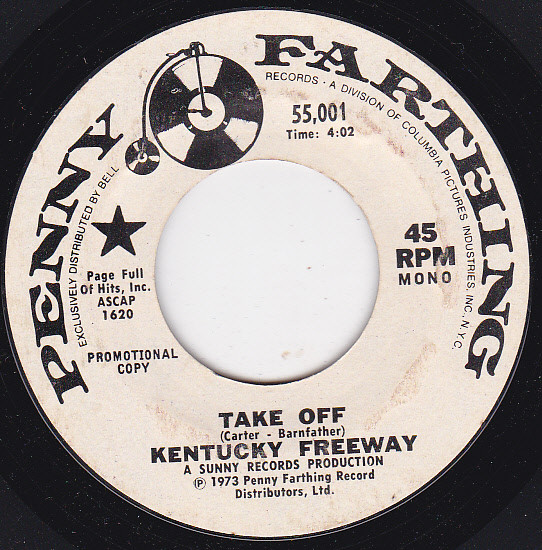 PENNY FARTHING
RECORDS · A DIVISION OF COLUMBIA PICTURES INDUSTRIES, INC., N.Y.C.
EXCLUSIVELY DISTRIBUTED BY BELL
55,001
Time: 4:02
45
RPM
MONO
Page Full
Of Hits, Inc.
ASCAP
1620
PROMOTIONAL
COPY
TAKE OFF
(Carter - Barnfather)
KENTUCKY FREEWAY
A SUNNY RECORDS PRODUCTION
Ⓟ 1973 Penny Farthing Record
Distributors, Ltd.